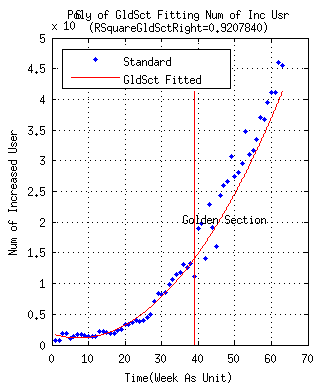 Poly of GldSct Fitting Num of Inc Usr
x 10^6
(RSquareGldSctRight=0.9207840)
Standard
GldSct Fitted
Num of Increased User
5
4.5
4
3.5
3
2.5
2
1.5
1
0.5
0
Golden Section
0 10 20 30 40 50 60 70
Time(Week As Unit)